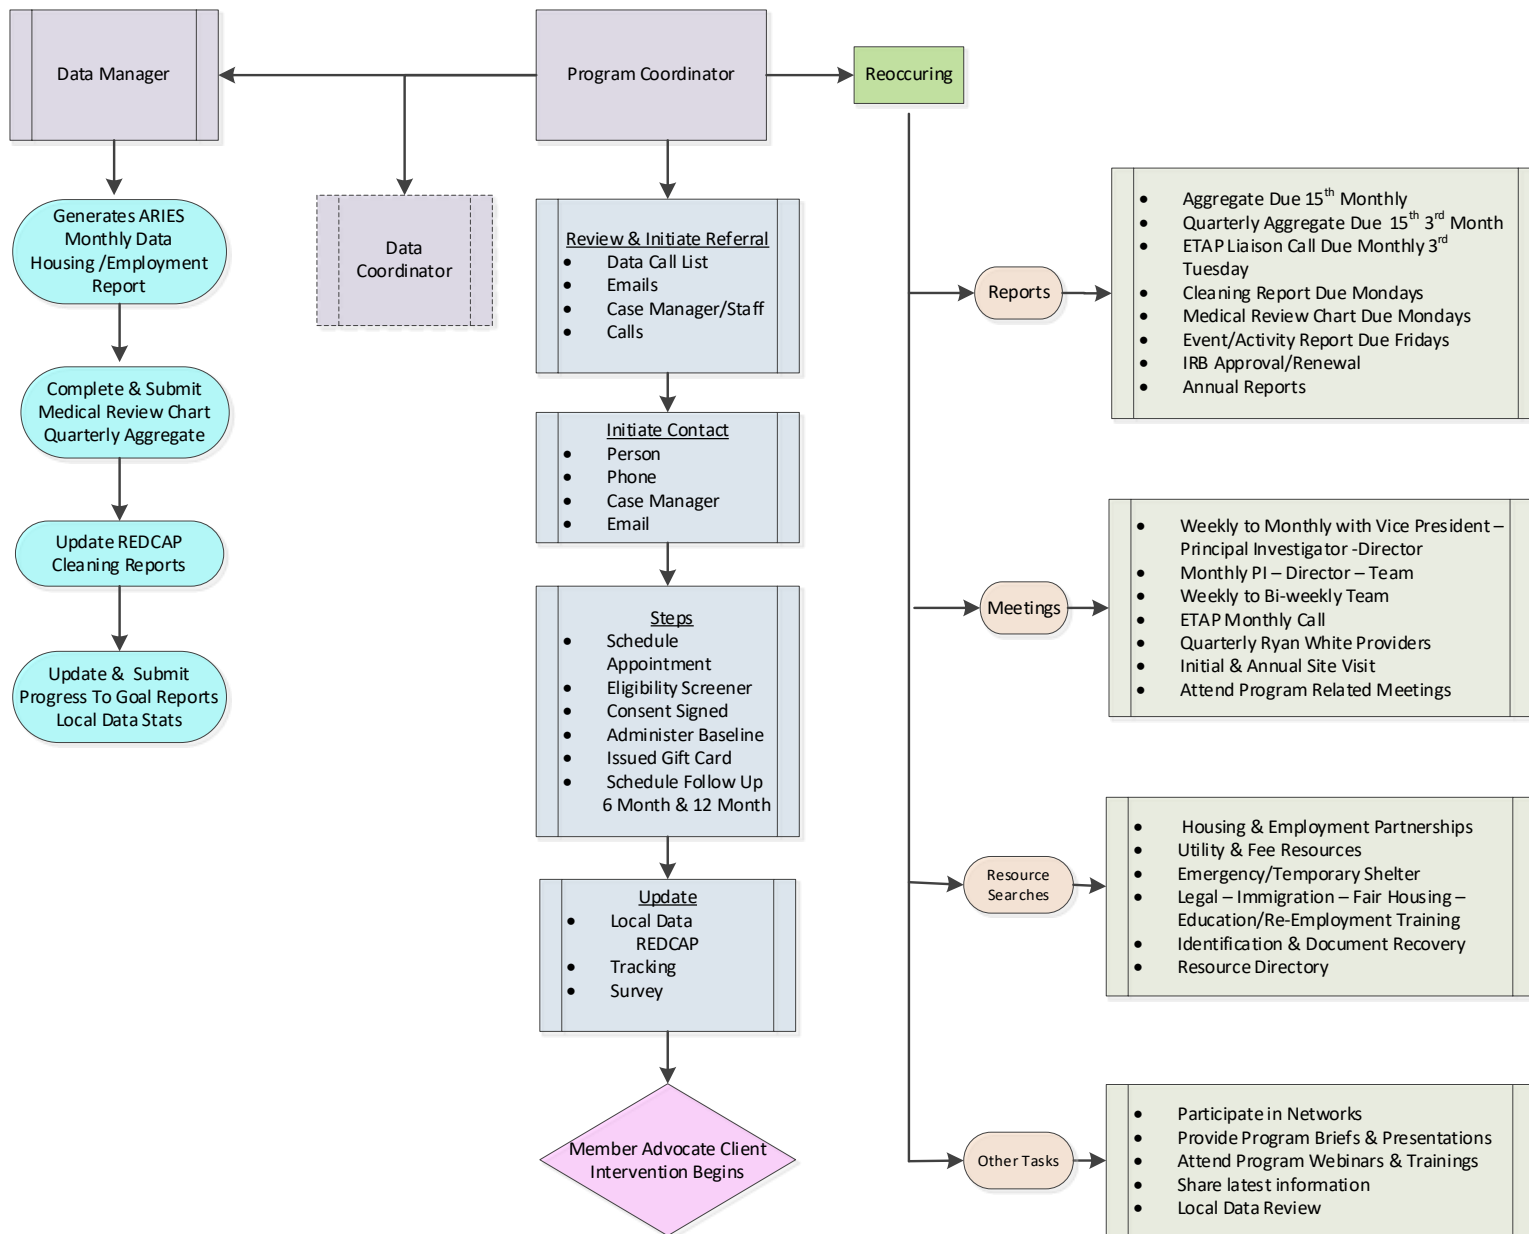 Data Manager
Program Coordinator
Reoccuring
Generates ARIES
Monthly Data
Housing /Employment
Report
Complete & Submit
Medical Review Chart
Quarterly Aggregate
Update REDCAP
Cleaning Reports
Update & Submit
Progress To Goal Reports
Local Data Stats
Data
Coordinator
Review & Initiate Referral
• Data Call List
• Emails
• Case Manager/Staff
• Calls
Initiate Contact
• Person
• Phone
• Case Manager
• Email
Steps
• Schedule
Appointment
• Eligibility Screener
• Consent Signed
• Administer Baseline
• Issued Gift Card
• Schedule Follow Up
6 Month & 12 Month
Update
• Local Data
REDCAP
• Tracking
• Survey
Member Advocate Client
Intervention Begins
Reports
• Aggregate Due 15th Monthly
• Quarterly Aggregate Due 15th 3rd Month
• ETAP Liaison Call Due Monthly 3rd
Tuesday
• Cleaning Report Due Mondays
• Medical Review Chart Due Mondays
• Event/Activity Report Due Fridays
• IRB Approval/Renewal
• Annual Reports
Meetings
• Weekly to Monthly with Vice President –
Principal Investigator -Director
• Monthly PI – Director – Team
• Weekly to Bi-weekly Team
• ETAP Monthly Call
• Quarterly Ryan White Providers
• Initial & Annual Site Visit
• Attend Program Related Meetings
Resource
Searches
• Housing & Employment Partnerships
• Utility & Fee Resources
• Emergency/Temporary Shelter
• Legal – Immigration – Fair Housing –
Education/Re-Employment Training
• Identification & Document Recovery
• Resource Directory
Other Tasks
• Participate in Networks
• Provide Program Briefs & Presentations
• Attend Program Webinars & Trainings
• Share latest information
• Local Data Review